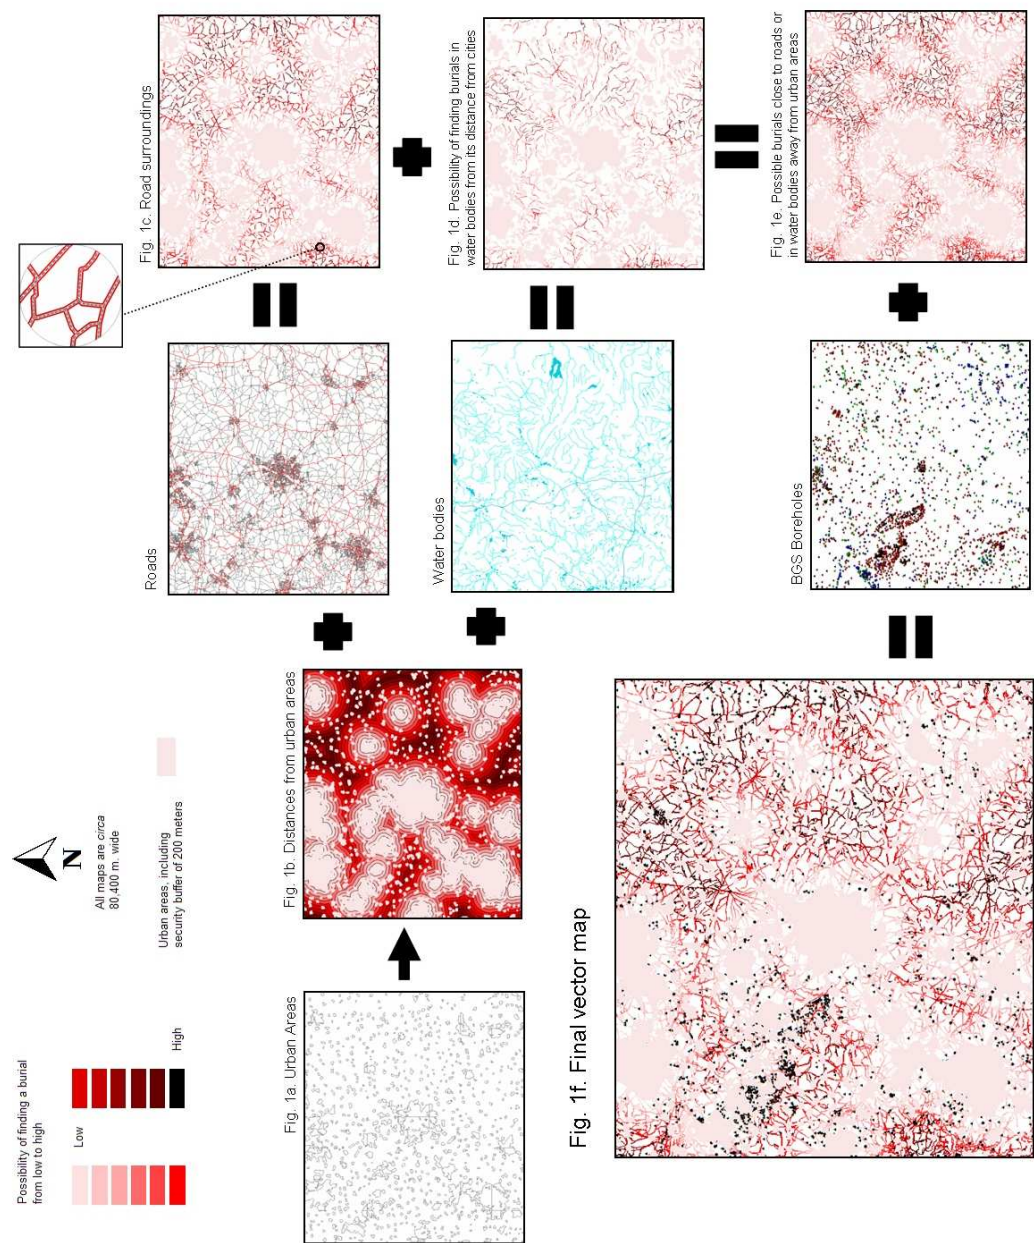 Possibility of finding a burial
from low to high
Low
High
N
All maps are circa
80,400 m. wide
Urban areas, including
security buffer of 200 meters
Fig. 1a. Urban Areas
Fig. 1b. Distances from urban areas
Roads
Fig. 1c. Road surroundings
Water bodies
Fig. 1d. Possibility of finding burials in
water bodies from its distance from cities
BGS Boreholes
Fig. 1e. Possible burials close to roads or
in water bodies away from urban areas
Fig. 1f. Final vector map